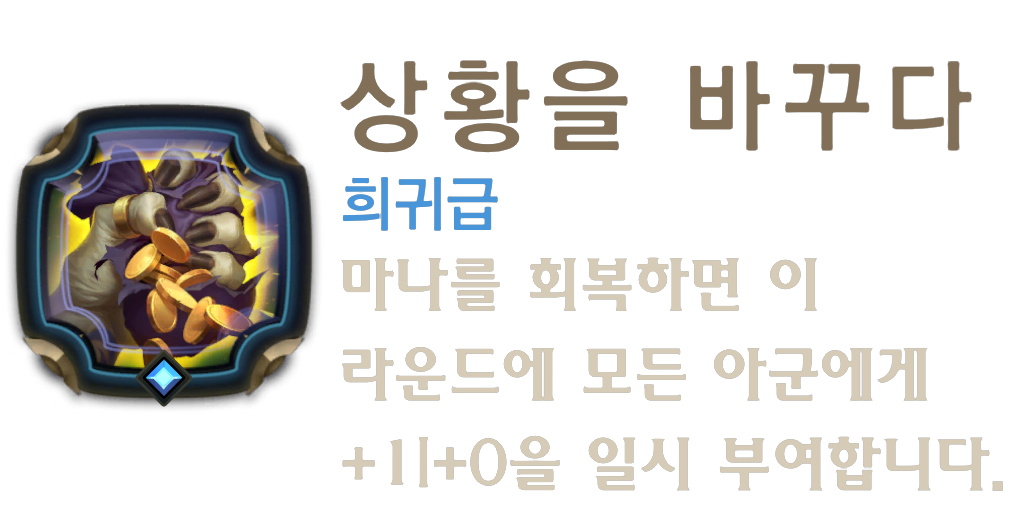 상황을 바꾸다
희귀급
마나를 회복하면 이
라운드에 모든 아군에게
+1|+0을 일시 부여합니다.